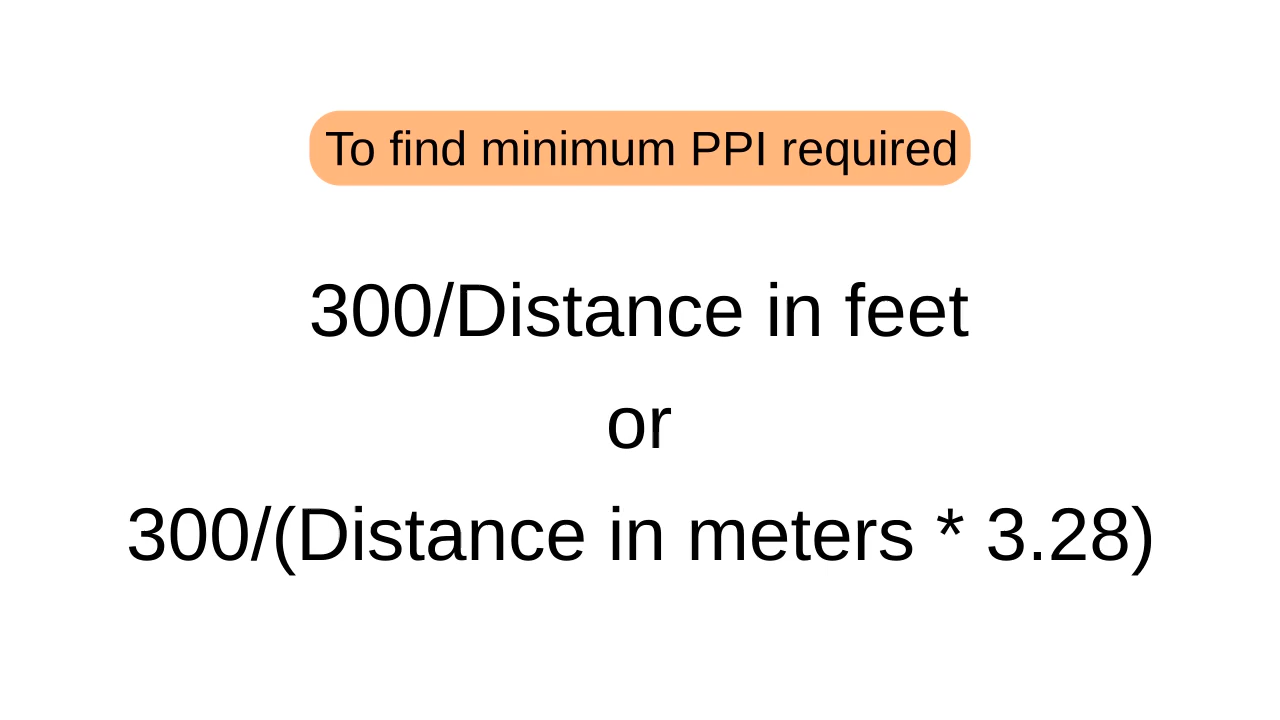 To find minimum PPI required
300/Distance in feet
or
300/(Distance in meters * 3.28)